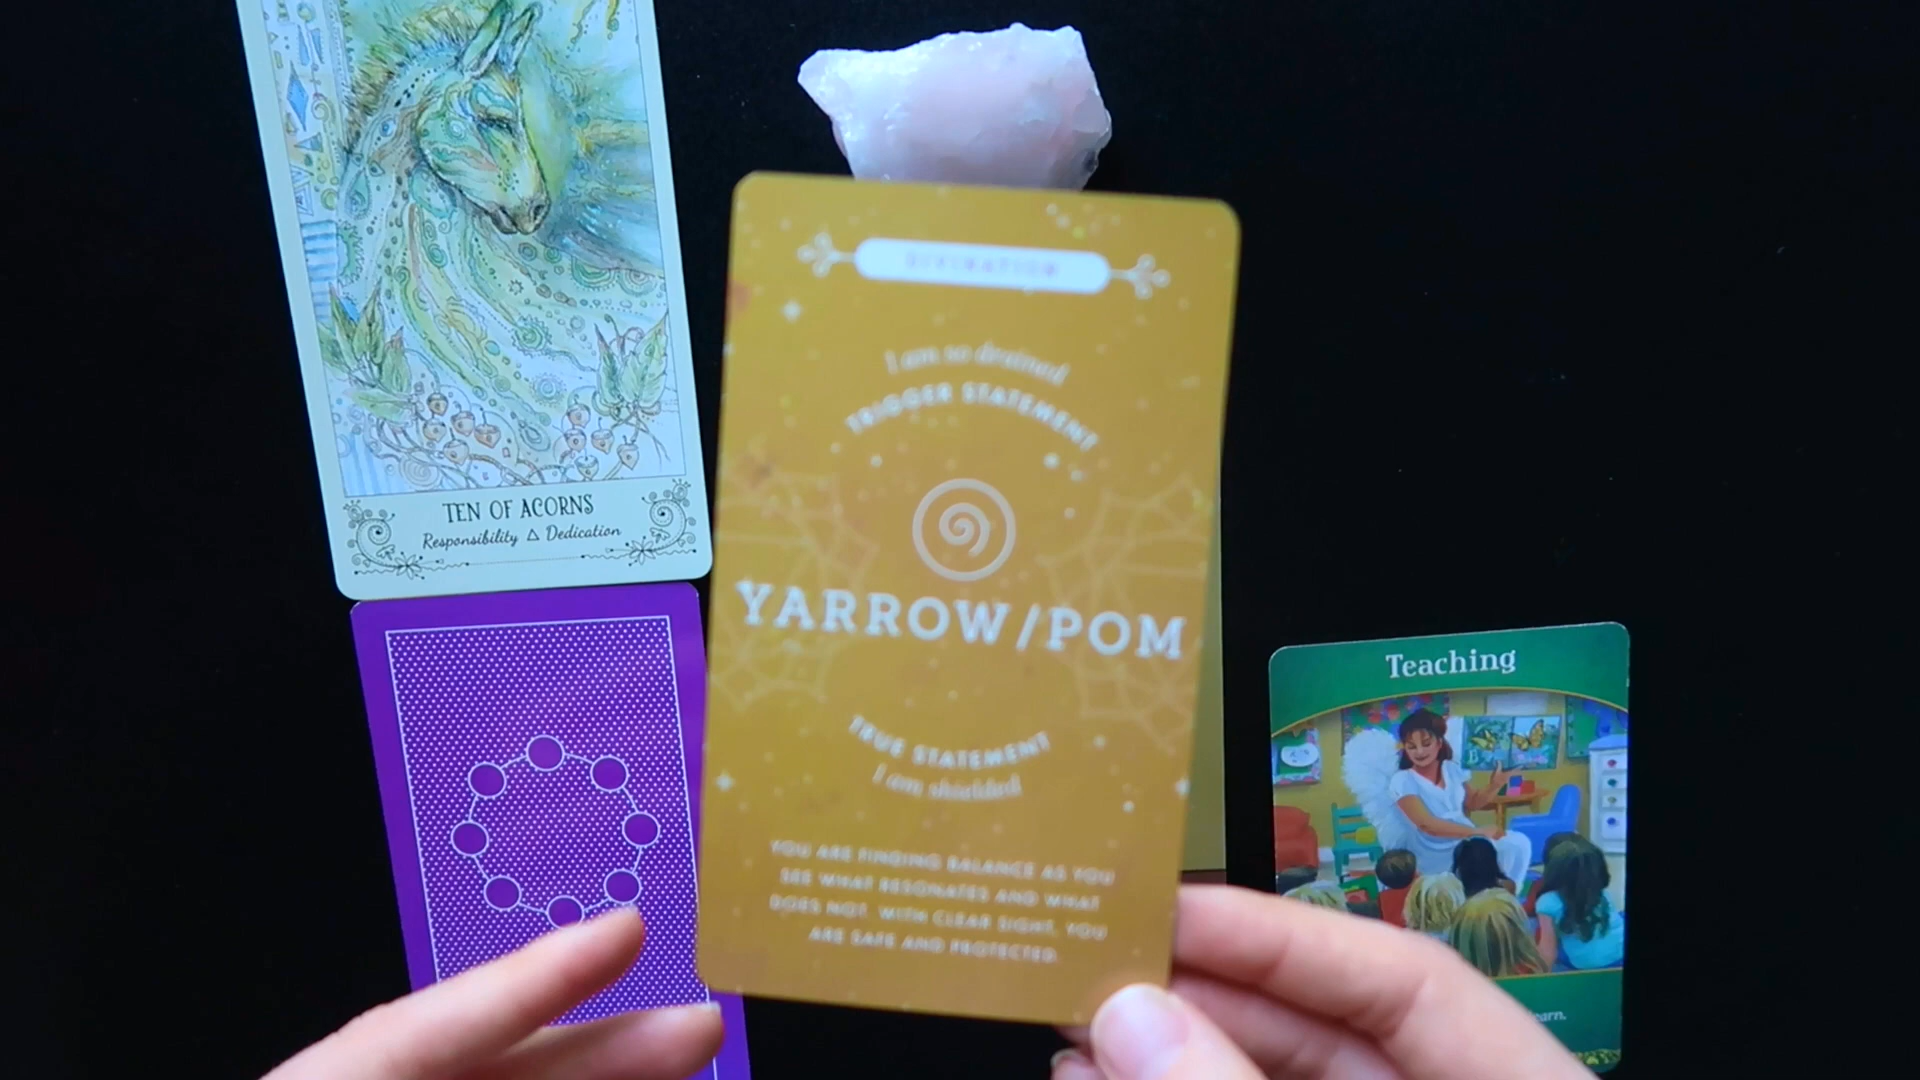 TEN OF ACORNS
Responsibility △ Dedication
DIVINATION
I am so drained
TRIGGER STATEMENT
YARROW/POM
TRUE STATEMENT
I am shielded
YOU ARE FINDING BALANCE AS YOU
SEE WHAT RESONATES AND WHAT
DOES NOT. WITH CLEAR SIGHT, YOU
ARE SAFE AND PROTECTED.
Teaching
learn.